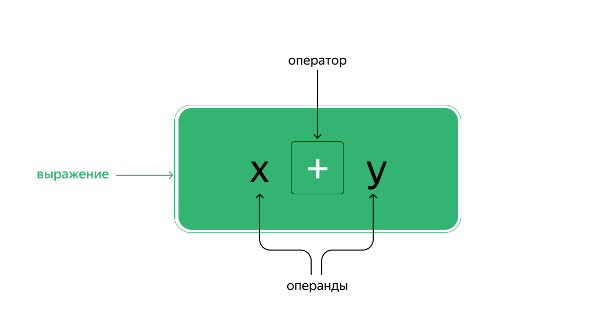 оператор
x + y
выражение
операнды